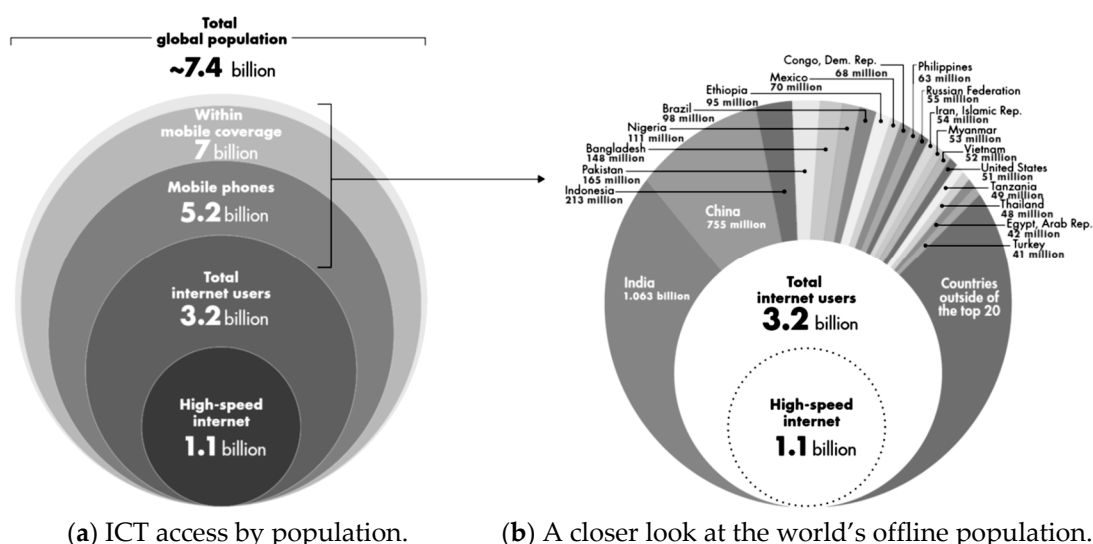 Total
global population
~7.4 billion
Within
mobile coverage
7 billion
Mobile phones
5.2 billion
Total
internet users
3.2 billion
High-speed
internet
1.1 billion
(a) ICT access by population.
Congo, Dem. Rep.
68 million
Mexico
70 million
Ethiopia
95 million
Brazil
98 million
Nigeria
111 million
Bangladesh
148 million
Pakistan
165 million
Indonesia
213 million
China
755 million
India
1.063 billion
Philippines
63 million
Russian Federation
55 million
Iran, Islamic Rep.
54 million
Myanmar
53 million
Vietnam
52 million
United States
51 million
Tanzania
49 million
Thailand
48 million
Egypt, Arab Rep.
42 million
Turkey
41 million
Countries
outside of
the top 20
Total
internet users
3.2 billion
High-speed
internet
1.1 billion
(b) A closer look at the world's offline population.